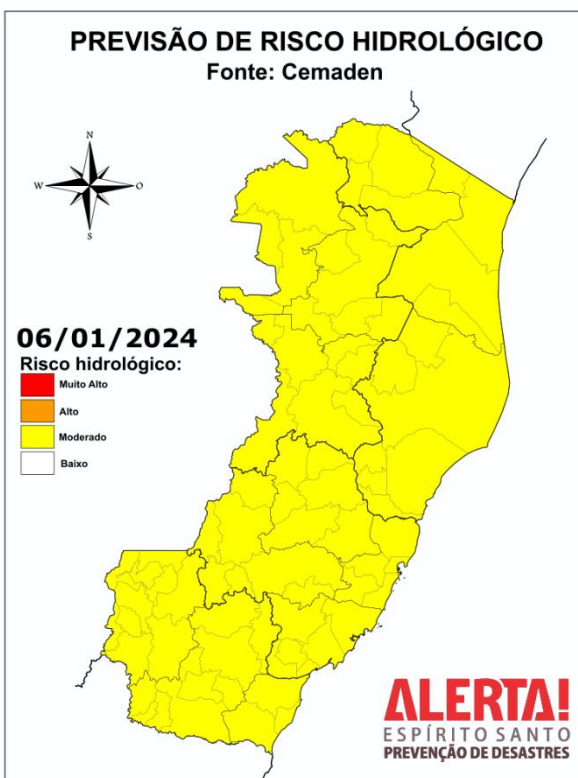 PREVISÃO DE RISCO HIDROLÓGICO
Fonte: Cemaden
N
W
O
S
06/01/2024
Risco hidrológico:
Muito Alto
Alto
Moderado
Baixo
ALERTA!
ESPÍRITO SANTO
PREVENÇÃO DE DESASTRES